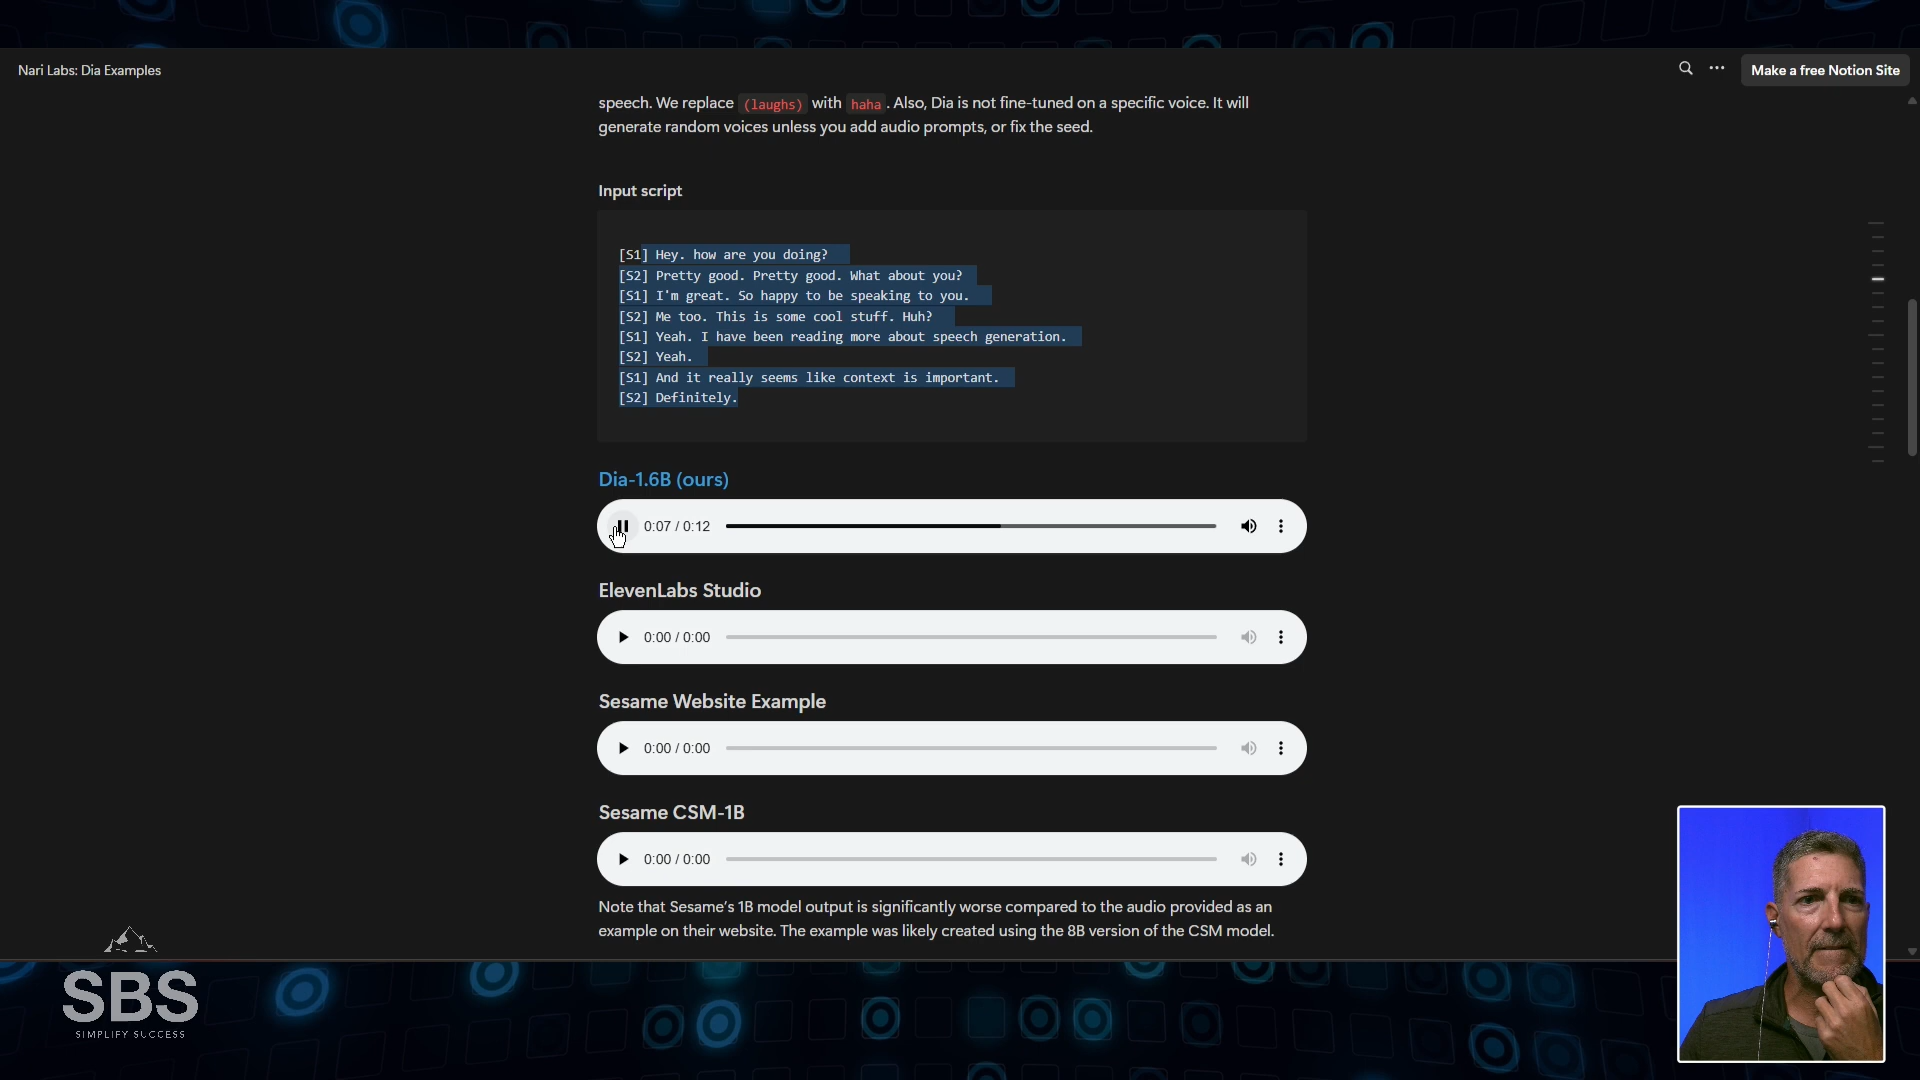 Nari Labs: Dia Examples
Make a free Notion Site
speech. We replace (laughs) with haha. Also, Dia is not fine-tuned on a specific voice. It will
generate random voices unless you add audio prompts, or fix the seed.
Input script
[S1] Hey. how are you doing?
[S2] Pretty good. Pretty good. What about you?
[S1] I'm great. So happy to be speaking to you.
[S2] Me too. This is some cool stuff. Huh?
[S1] Yeah. I have been reading more about speech generation.
[S2] Yeah.
[S1] And it really seems like context is important.
[S2] Definitely.
Dia-1.6B (ours)
0:07 / 0:12
ElevenLabs Studio
0:00 / 0:00
Sesame Website Example
0:00 / 0:00
Sesame CSM-1B
0:00 / 0:00
Note that Sesame's 1B model output is significantly worse compared to the audio provided as an
example on their website. The example was likely created using the 8B version of the CSM model.
SBS
SIMPLIFY SUCCESS